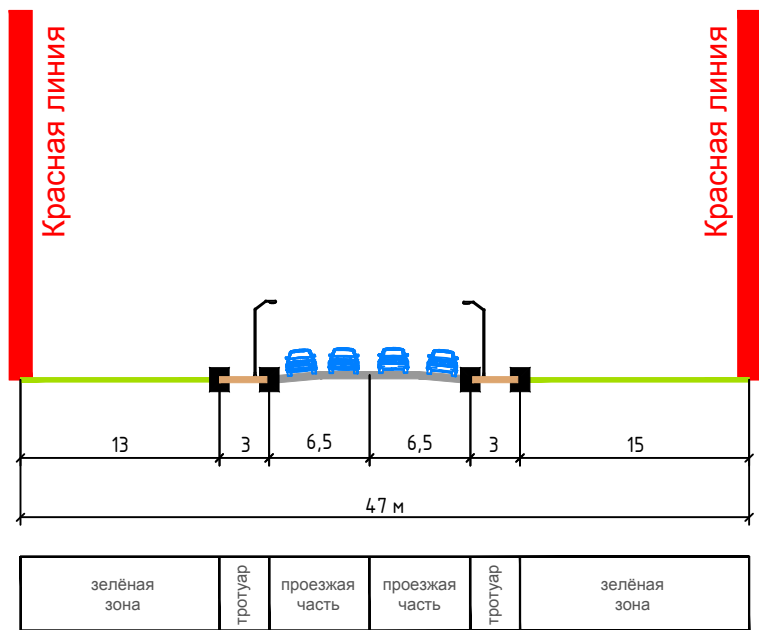 Красная линия
Красная линия
13
3
6,5
6,5
3
15
47 м
зелёная
зона
тротуар
проезжая
часть
проезжая
часть
тротуар
зелёная
зона